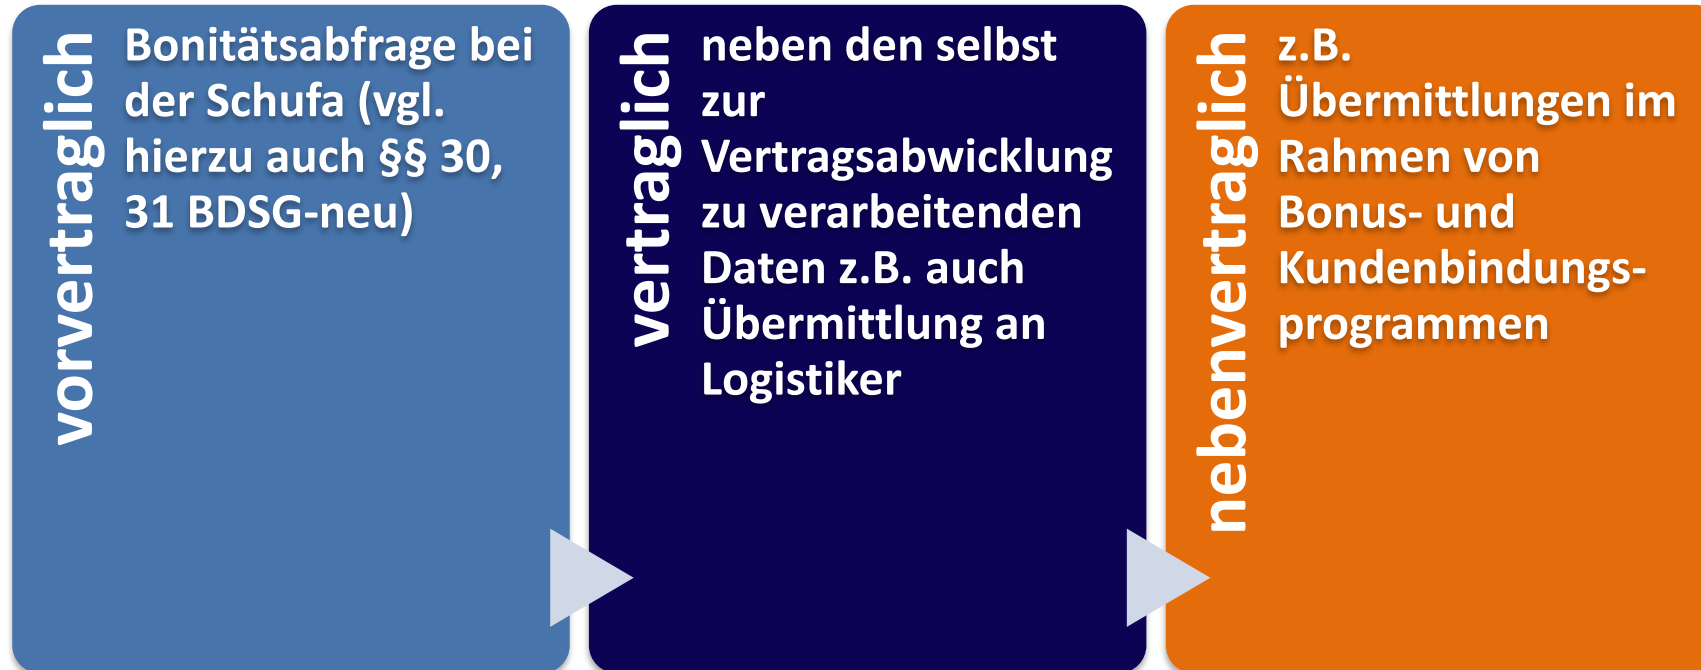 vorvertraglich
Bonitätsabfrage bei
der Schufa (vgl.
hierzu auch §§ 30,
31 BDSG-neu)
vertraglich
neben den selbst
zur
Vertragsabwicklung
zu verarbeitenden
Daten z.B. auch
Übermittlung an
Logistiker
nebenvertraglich
z.B.
Übermittlungen im
Rahmen von
Bonus- und
Kundenbindungs-
programmen